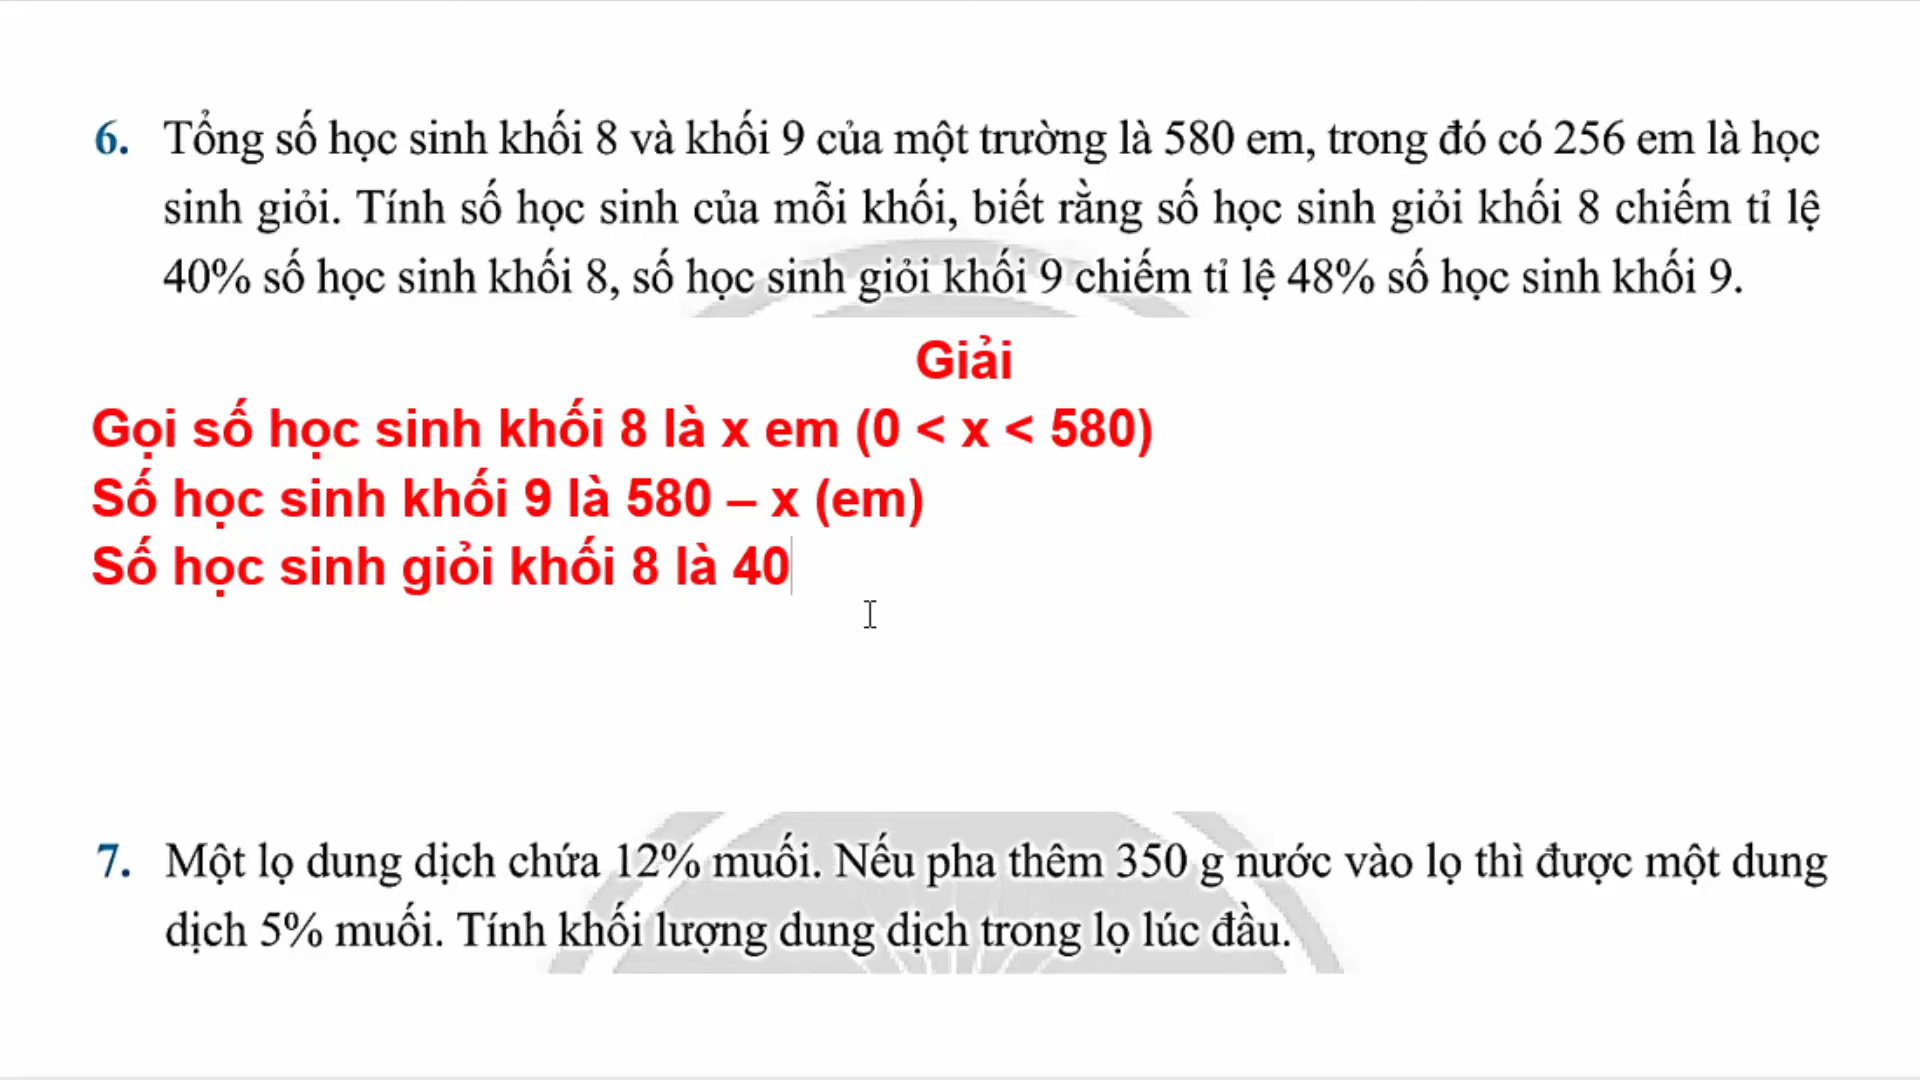 6. Tổng số học sinh khối 8 và khối 9 của một trường là 580 em, trong đó có 256 em là học
sinh giỏi. Tính số học sinh của mỗi khối, biết rằng số học sinh giỏi khối 8 chiếm tỉ lệ
40% số học sinh khối 8, số học sinh giỏi khối 9 chiếm tỉ lệ 48% số học sinh khối 9.
Giải
Gọi số học sinh khối 8 là x em (0 < x < 580)
Số học sinh khối 9 là 580 – x (em)
Số học sinh giỏi khối 8 là 40
7. Một lọ dung dịch chứa 12% muối. Nếu pha thêm 350 g nước vào lọ thì được một dung
dịch 5% muối. Tính khối lượng dung dịch trong lọ lúc đầu.